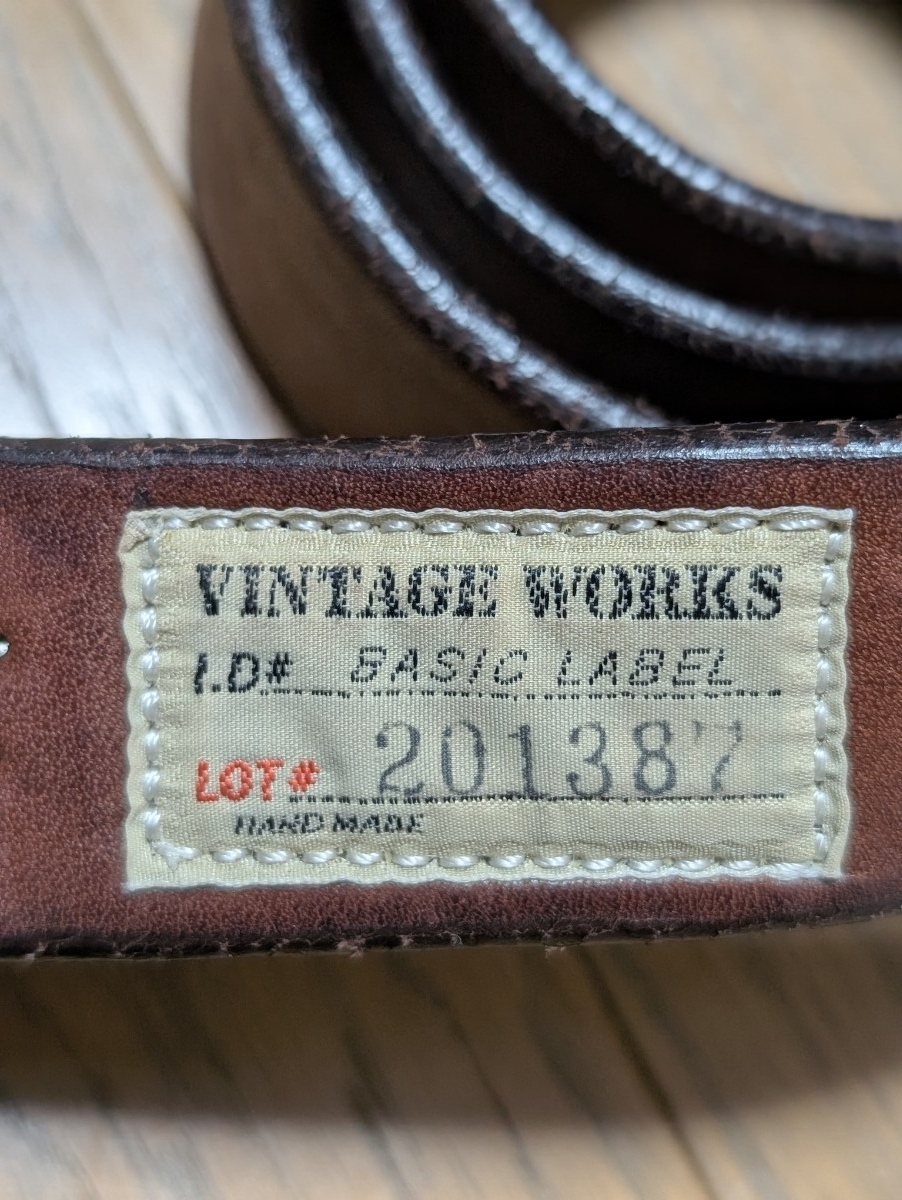 VINTAGE WORKS
I.D# BASIC LABEL
LOT# 201387
HAND MADE